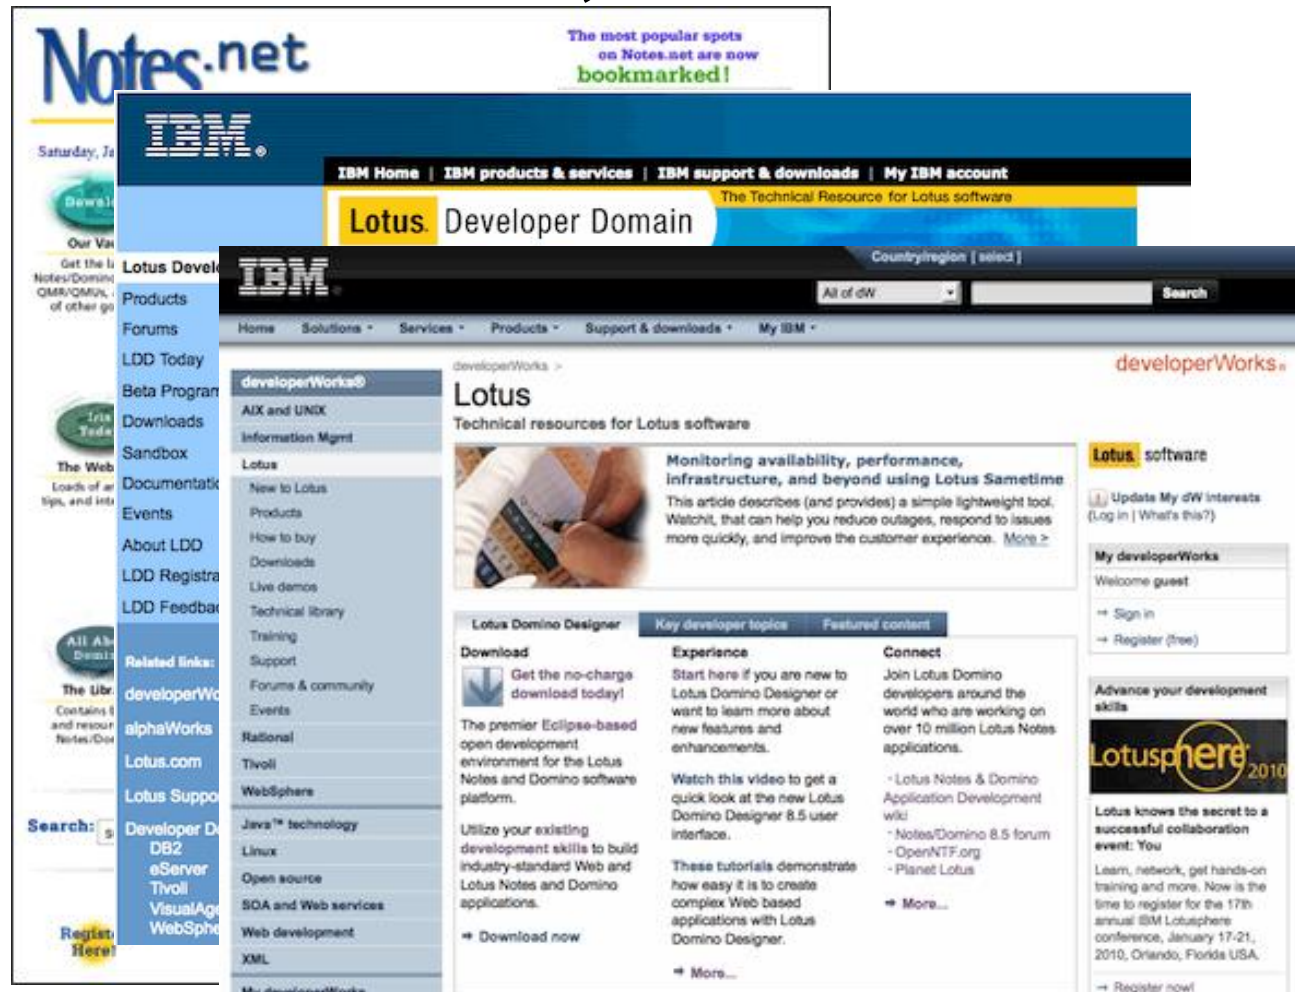 Notes.net
The most popular spots
on Notes.net are now
bookmarked!
Saturday, Ja
Our Va
Get the l
Notes/Domino
QMR/QMUs,
of other go
The Web
Loads of
tips, and int
All Ab
The Libr
Contains
and resour
Notes/Do
Search:
Regist
Here!
IBM®
IBM Home | IBM products & services | IBM support & downloads | My IBM account
The Technical Resource for Lotus software
Lotus. Developer Domain
Lotus Devel
Products
Forums
LDD Today
Beta Program
Downloads
Sandbox
Documentatio
Events
About LDD
LDD Registra
LDD Feedbac
Related links:
developerWo
alphaWorks
Lotus.com
Lotus Suppo
Developer Do
DB2
eServer
Tivoli
VisualAge
WebSphe
IBM®
Country/region [ select ]
All of dW
Search
Home Solutions Services Products Support & downloads My IBM
developerWorks®
AIX and UNIX
Information Mgmt
Lotus
New to Lotus
Products
How to buy
Downloads
Live demos
Technical library
Training
Support
Forums & community
Events
Rational
Tivoli
WebSphere
Java™ technology
Linux
Open source
SOA and Web services
Web development
XML
My developerWorks
developerWorks >
Lotus
Technical resources for Lotus software
Monitoring availability, performance,
infrastructure, and beyond using Lotus Sametime
This article describes (and provides) a simple lightweight tool.
Watchit, that can help you reduce outages, respond to issues
more quickly, and improve the customer experience. More >
Lotus Domino Designer Key developer topics Featured content
Download
Get the no-charge
download today!
The premier Eclipse-based
open development
environment for the Lotus
Notes and Domino software
platform.
Utilize your existing
development skills to build
industry-standard Web and
Lotus Notes and Domino
applications.
→ Download now
Experience
Start here if you are new to
Lotus Domino Designer or
want to learn more about
new features and
enhancements.
Watch this video to get a
quick look at the new Lotus
Domino Designer 8.5 user
interface.
These tutorials demonstrate
how easy it is to create
complex Web based
applications with Lotus
Domino Designer.
→ More...
Connect
Join Lotus Domino
developers around the
world who are working on
over 10 million Lotus Notes
applications.
- Lotus Notes & Domino
Application Development
wiki
- Notes/Domino 8.5 forum
- OpenNTF.org
- Planet Lotus
→ More...
developerWorks®
Lotus. software
Update My dW interests
(Log in | What's this?)
My developerWorks
Welcome guest
→ Sign in
→ Register (free)
Advance your development
skills
Lotusphere 2010
Lotus knows the secret to a
successful collaboration
event: You
Learn, network, get hands-on
training and more. Now is the
time to register for the 17th
annual IBM Lotusphere
conference, January 17-21,
2010, Orlando, Florida USA.
→ Register now!